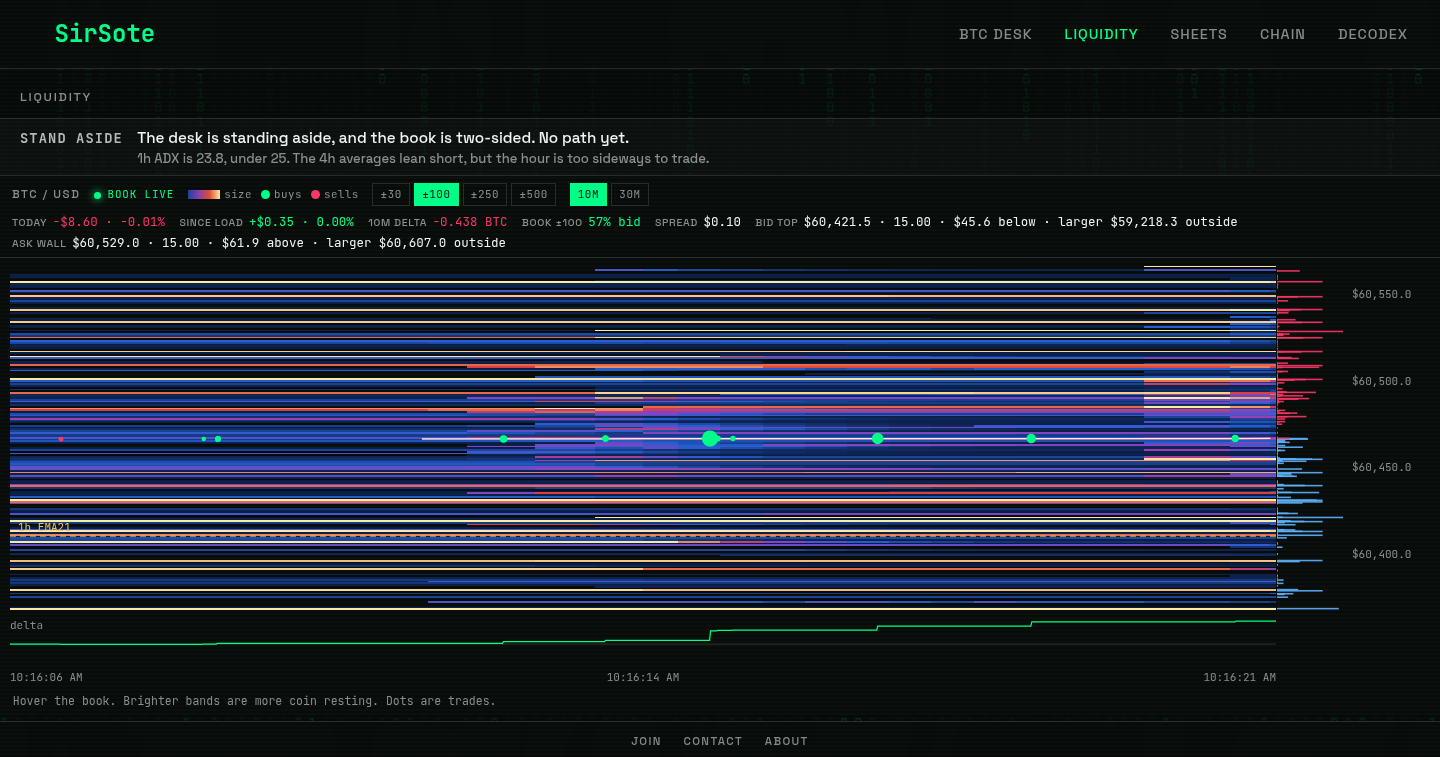 SirSote
BTC DESK LIQUIDITY SHEETS CHAIN DECODEX
LIQUIDITY
STAND ASIDE The desk is standing aside, and the book is two-sided. No path yet.
1h ADX is 23.8, under 25. The 4h averages lean short, but the hour is too sideways to trade.
BTC / USD BOOK LIVE size buys sells ±30 ±100 ±250 ±500 10M 30M
TODAY -$8.60 · -0.01% SINCE LOAD +$0.35 · 0.00% 10M DELTA -0.438 BTC BOOK ±100 57% bid SPREAD $0.10 BID TOP $60,421.5 · 15.00 · $45.6 below · larger $59,218.3 outside
ASK WALL $60,529.0 · 15.00 · $61.9 above · larger $60,607.0 outside
$60,550.0
$60,500.0
$60,450.0
1h EMA21
$60,400.0
delta
10:16:06 AM 10:16:14 AM 10:16:21 AM
Hover the book. Brighter bands are more coin resting. Dots are trades.
JOIN CONTACT ABOUT